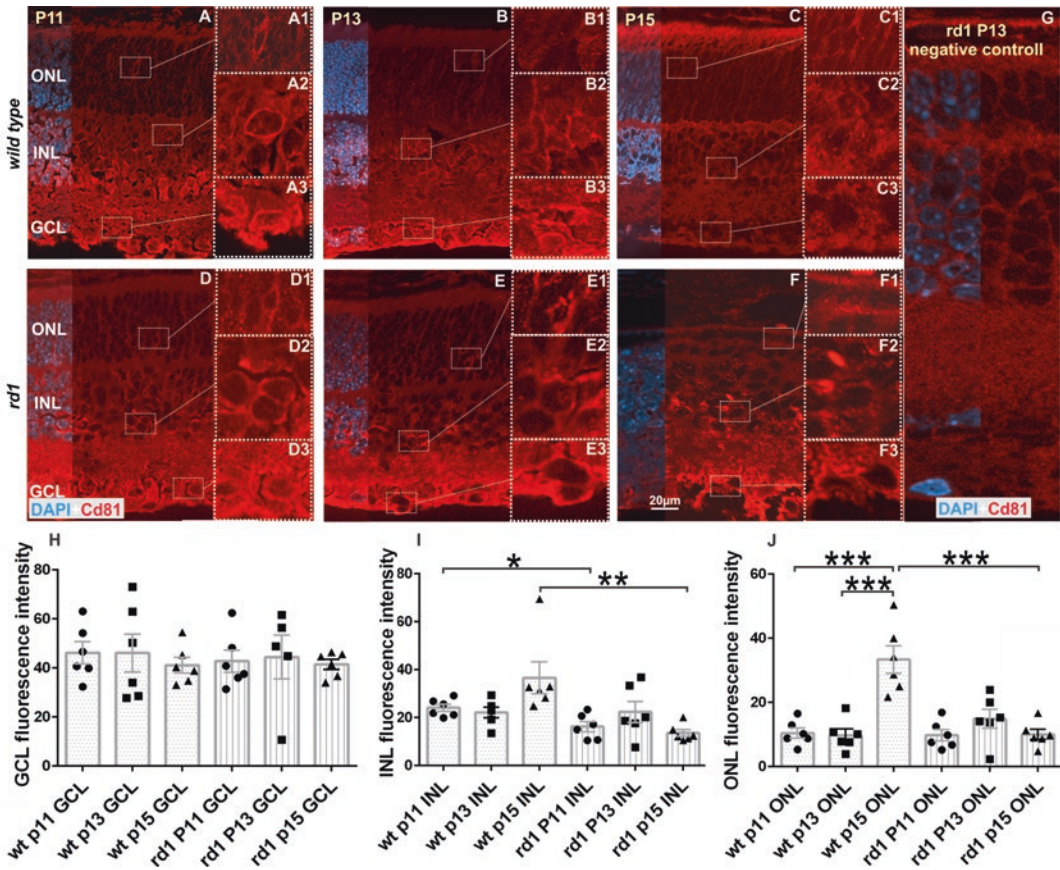 P11
A
A1
A2
A3
ONL
INL
GCL
wild type
P13
B
B1
B2
B3
P15
C
C1
C2
C3
G
rd1 P13
negative controll
DAPI Cd81
D
D1
D2
D3
ONL
INL
GCL
rd1
DAPI Cd81
E
E1
E2
E3
F
F1
F2
F3
20µm
H
GCL fluorescence intensity
80
60
40
20
0
wt p11 GCL
wt p13 GCL
wt p15 GCL
rd1 P11 GCL
rd1 P13 GCL
rd1 p15 GCL
I
INL fluorescence intensity
80
60
40
20
0
*
**
wt p11 INL
wt p13 INL
wt p15 INL
rd1 P11 INL
rd1 P13 INL
rd1 p15 INL
J
ONL fluorescence intensity
60
40
20
0
***
***
***
wt p11 ONL
wt p13 ONL
wt p15 ONL
rd1 P11 ONL
rd1 P13 ONL
rd1 p15 ONL